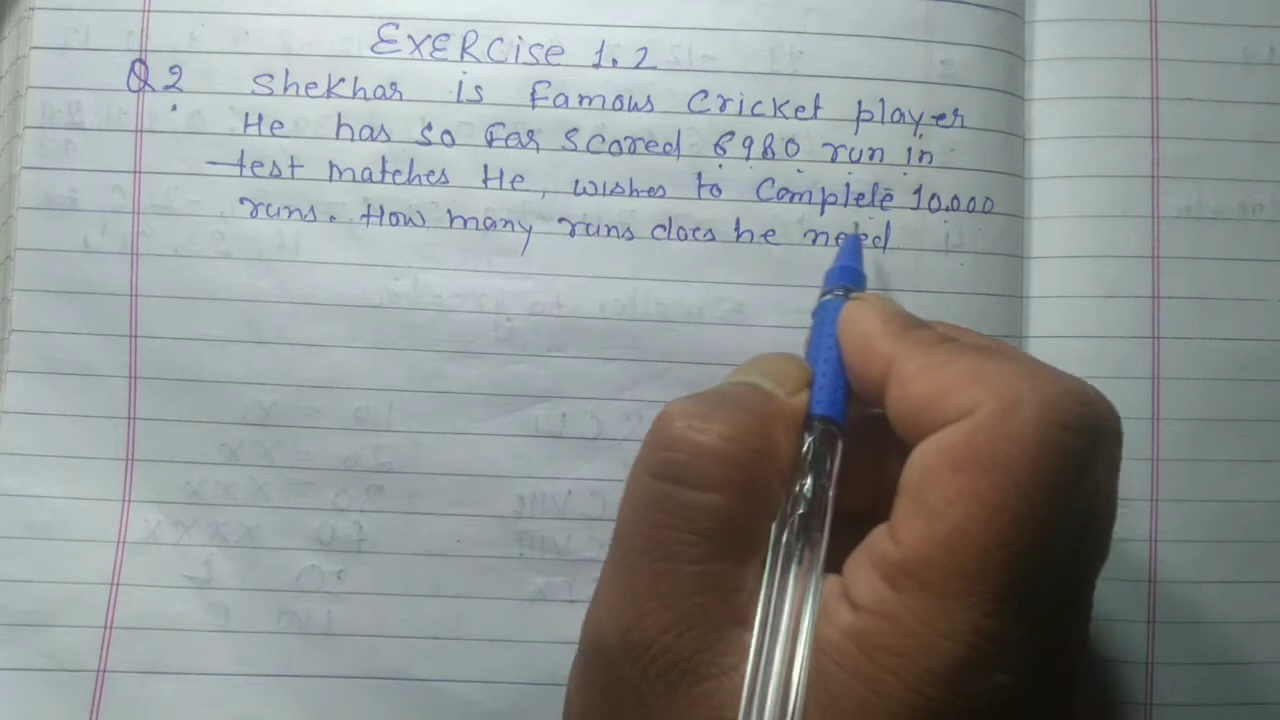 Exercise 1.2
Q2 Shekhar is Famous cricket player
He has so far scored 6980 run in
test matches He, wishes to Complete 10,000
runs. How many runs does he need